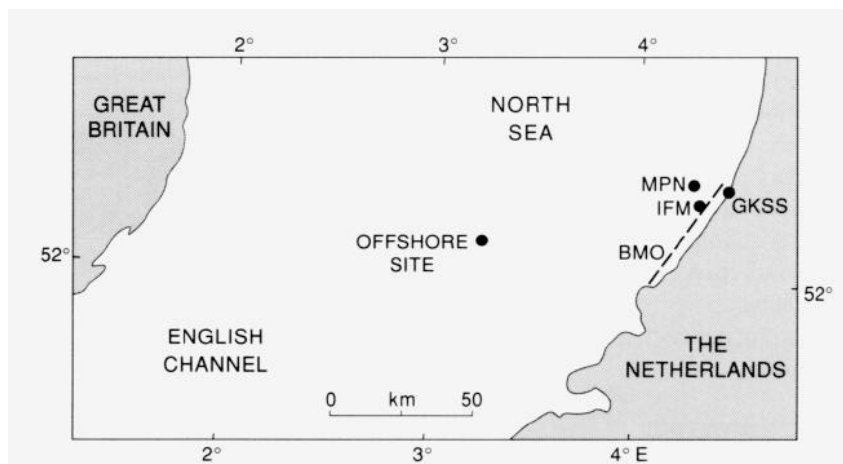 2° 3° 4°
GREAT
BRITAIN
NORTH
SEA
MPN
IFM
GKSS
OFFSHORE
SITE
BMO
52°
52°
ENGLISH
CHANNEL
THE
NETHERLANDS
0 km 50
2° 3° 4° E